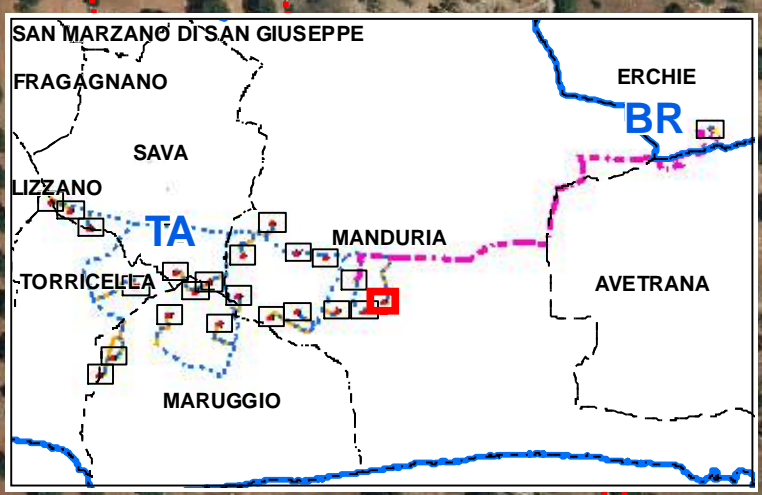 SAN MARZANO DI SAN GIUSEPPE
FRAGAGNANO
ERCHIE
BR
SAVA
LIZZANO
TA
MANDURIA
TORRICELLA
AVETRANA
MARUGGIO